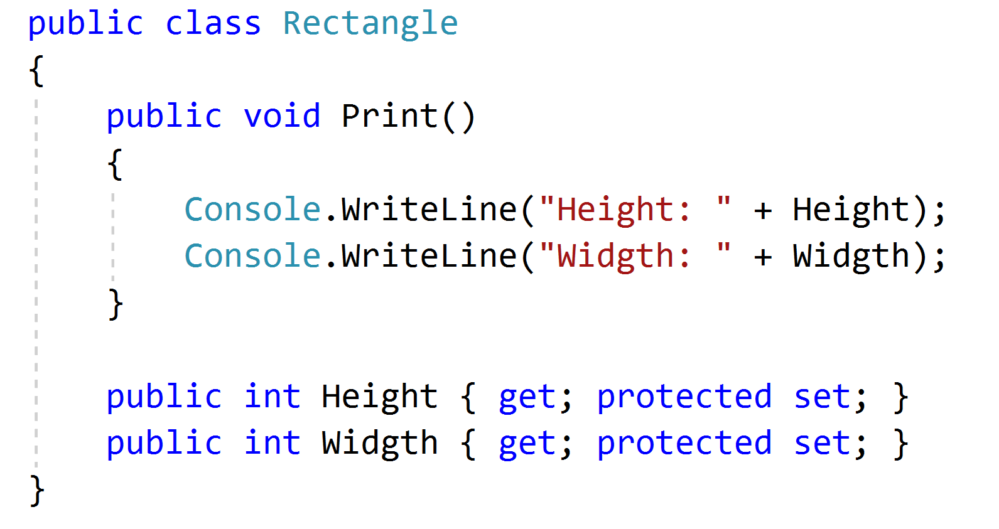 public class Rectangle
{
    public void Print()
    {
        Console.WriteLine("Height: " + Height);
        Console.WriteLine("Widgth: " + Widgth);
    }

    public int Height { get; protected set; }
    public int Widgth { get; protected set; }
}